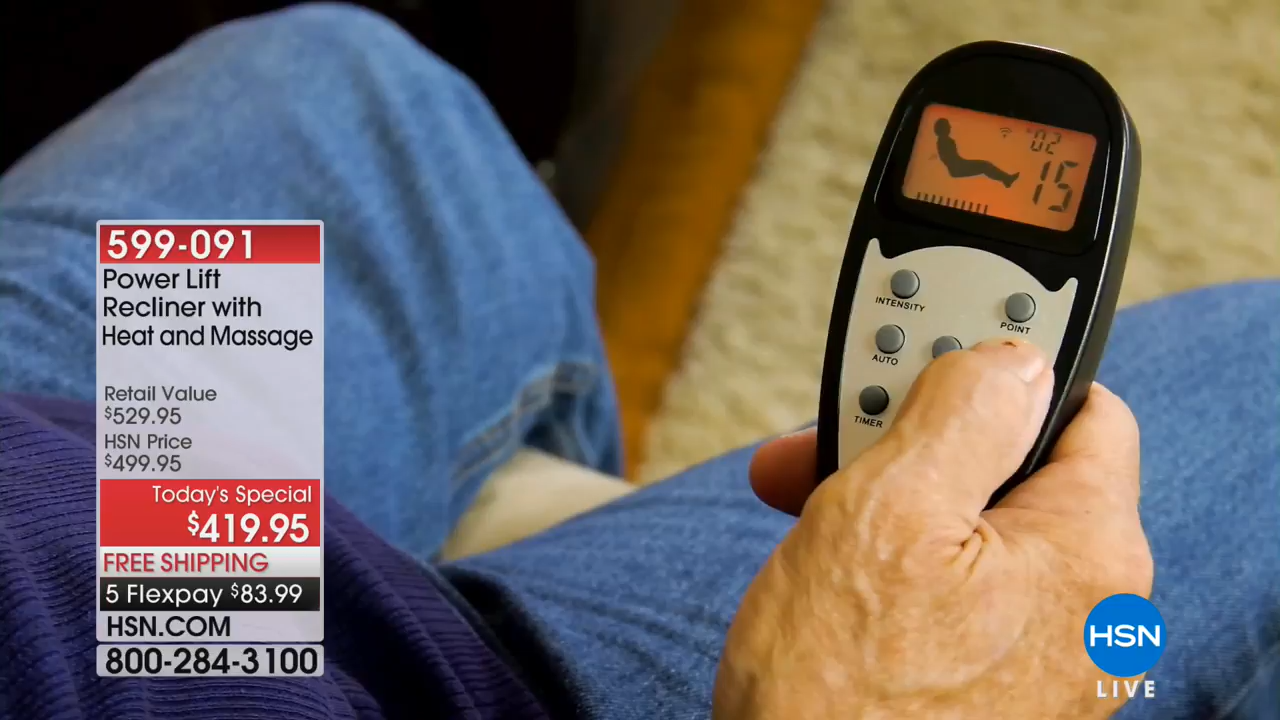 599-091
Power Lift
Recliner with
Heat and Massage
Retail Value
$529.95
HSN Price
$499.95
Today's Special
$419.95
FREE SHIPPING
5 Flexpay $83.99
HSN.COM
800-284-3100
02
15
INTENSITY
POINT
AUTO
TIMER
HSN
LIVE